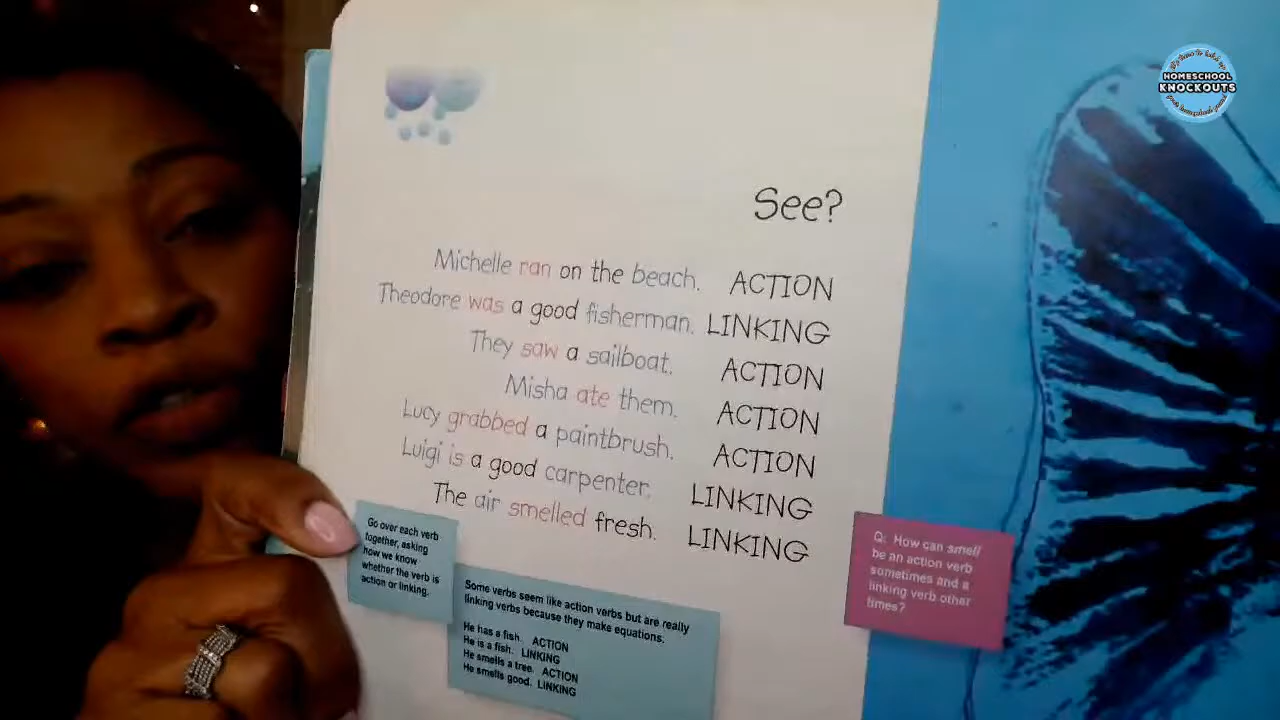 HOMESCHOOL
KNOCKOUTS
See?
Michelle ran on the beach. ACTION
Theodore was a good fisherman. LINKING
They saw a sailboat. ACTION
Misha ate them. ACTION
Lucy grabbed a paintbrush. ACTION
Luigi is a good carpenter. LINKING
The air smelled fresh. LINKING
Go over each verb
together, asking
how we know
whether the verb is
action or linking.
Some verbs seem like action verbs but are really
linking verbs because they make equations.
He has a fish. ACTION
He is a fish. LINKING
He smells a tree. ACTION
He smells good. LINKING
Q: How can smell
be an action verb
sometimes and a
linking verb other
times?